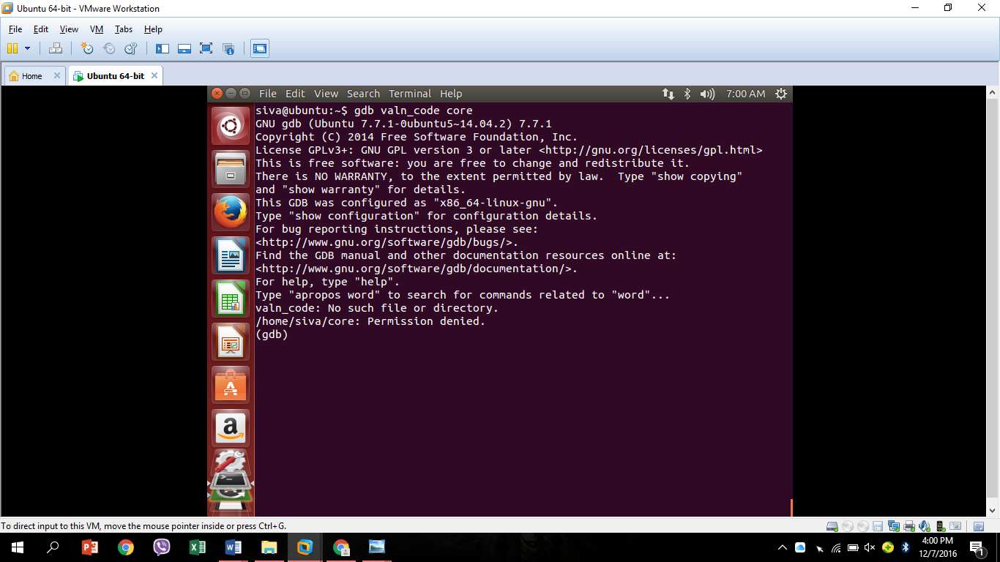 Ubuntu 64-bit - VMware Workstation
File Edit View VM Tabs Help
Home Ubuntu 64-bit
File Edit View Search Terminal Help 7:00 AM
siva@ubuntu:~$ gdb valn_code core
GNU gdb (Ubuntu 7.7.1-0ubuntu5~14.04.2) 7.7.1
Copyright (C) 2014 Free Software Foundation, Inc.
License GPLv3+: GNU GPL version 3 or later <http://gnu.org/licenses/gpl.html>
This is free software: you are free to change and redistribute it.
There is NO WARRANTY, to the extent permitted by law.  Type "show copying"
and "show warranty" for details.
This GDB was configured as "x86_64-linux-gnu".
Type "show configuration" for configuration details.
For bug reporting instructions, please see:
<http://www.gnu.org/software/gdb/bugs/>.
Find the GDB manual and other documentation resources online at:
<http://www.gnu.org/software/gdb/documentation/>.
For help, type "help".
Type "apropos word" to search for commands related to "word"...
valn_code: No such file or directory.
/home/siva/core: Permission denied.
(gdb)
To direct input to this VM, move the mouse pointer inside or press Ctrl+G.
4:00 PM
12/7/2016
1